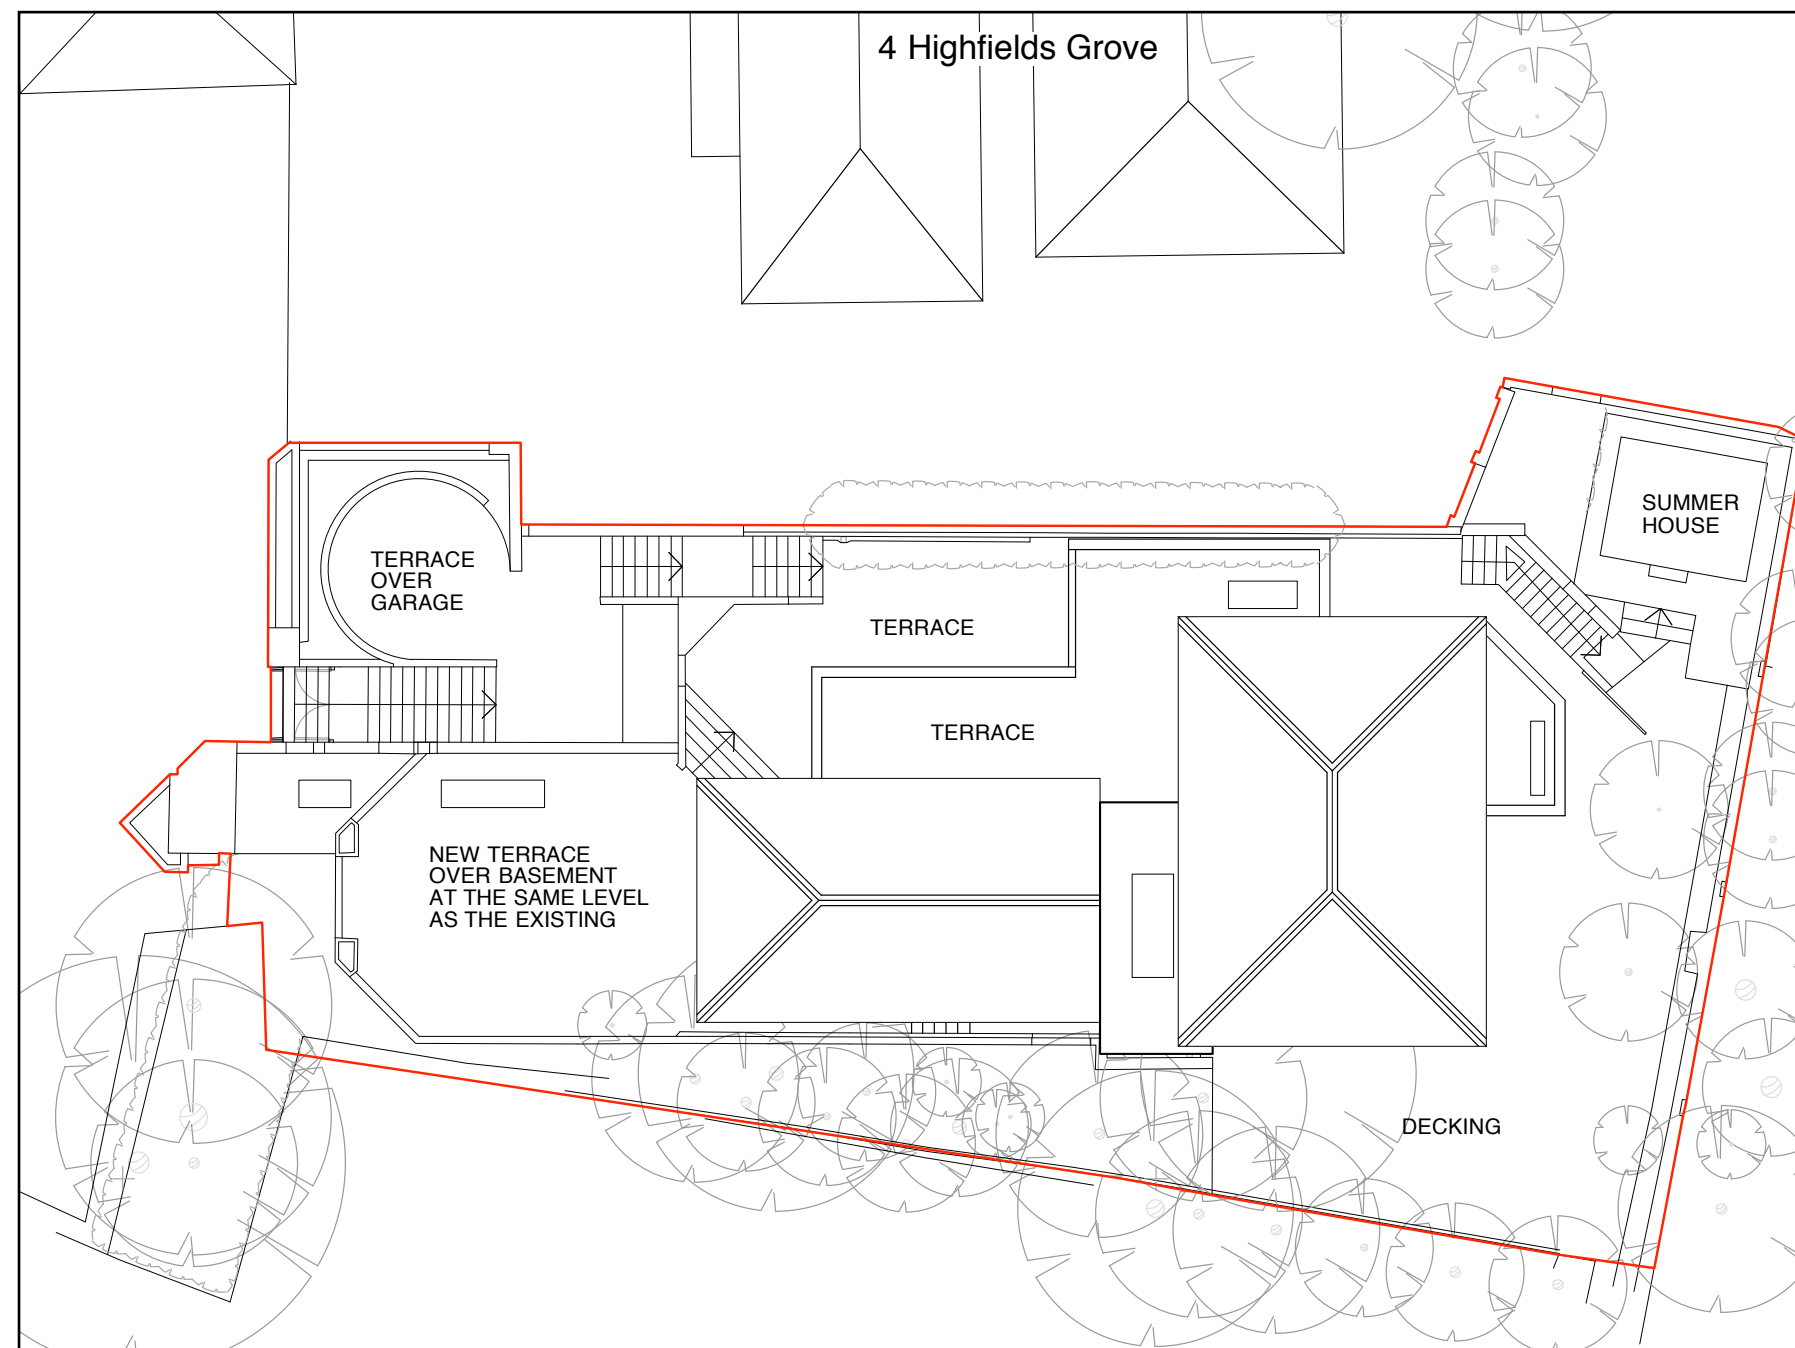 4 Highfields Grove
SUMMER
HOUSE
TERRACE
OVER
GARAGE
TERRACE
TERRACE
NEW TERRACE
OVER BASEMENT
AT THE SAME LEVEL
AS THE EXISTING
DECKING